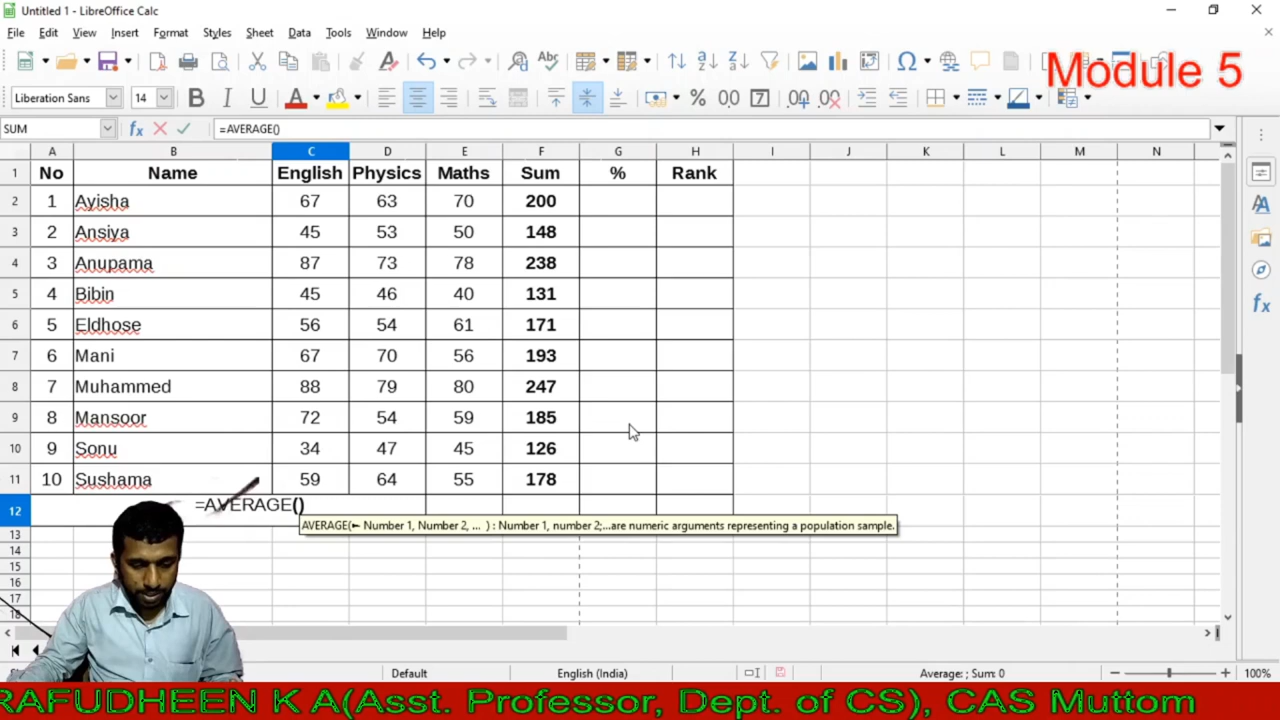 Untitled 1 - LibreOffice Calc
File Edit View Insert Format Styles Sheet Data Tools Window Help
Module 5
Liberation Sans 14
SUM =AVERAGE()
A B C D E F G H I J K L M N
1 No Name English Physics Maths Sum % Rank
2 1 Ayisha 67 63 70 200
3 2 Ansiya 45 53 50 148
4 3 Anupama 87 73 78 238
5 4 Bibin 45 46 40 131
6 5 Eldhose 56 54 61 171
7 6 Mani 67 70 56 193
8 7 Muhammed 88 79 80 247
9 8 Mansoor 72 54 59 185
10 9 Sonu 34 47 45 126
11 10 Sushama 59 64 55 178
12 =AVERAGE()
AVERAGE( Number 1, Number 2, ... ) : Number 1, number 2;...are numeric arguments representing a population sample.
13
14
15
16
17
18
Default English (India) Average: ; Sum: 0 100%
RAFUDHEEN K A(Asst. Professor, Dept. of CS), CAS Muttom